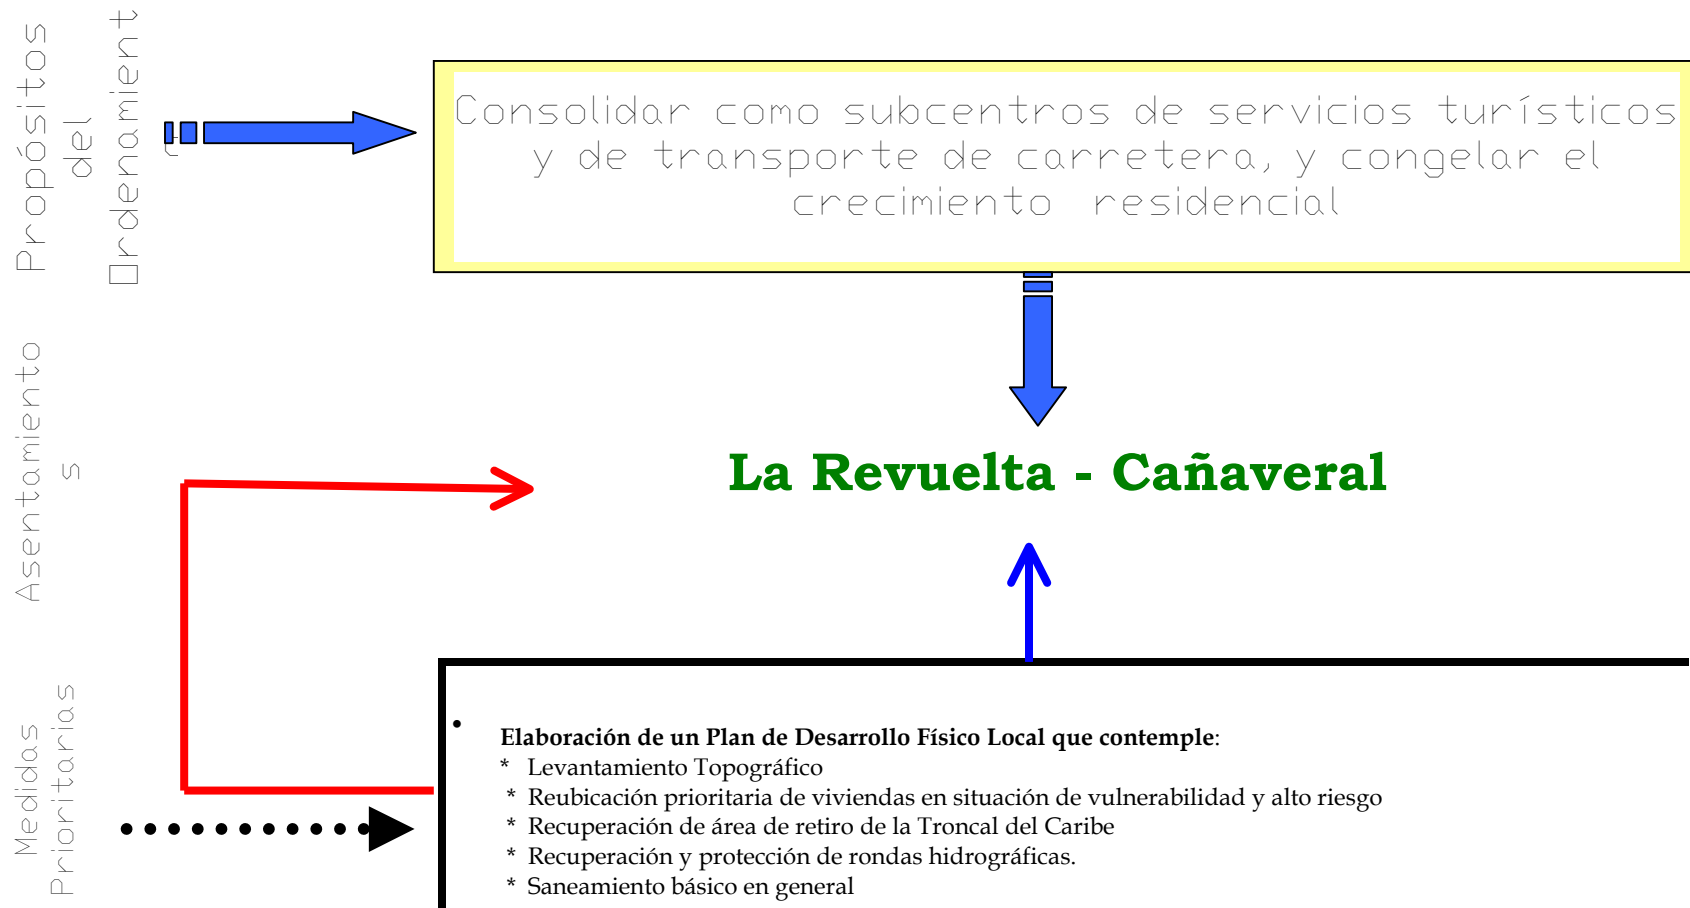 Propósitos
del
Ordenamient
Consolidar como subcentros de servicios turísticos
y de transporte de carretera, y congelar el
crecimiento residencial
Asentamiento
s
La Revuelta - Cañaveral
Medidas
Prioritarias
• Elaboración de un Plan de Desarrollo Físico Local que contemple:
* Levantamiento Topográfico
* Reubicación prioritaria de viviendas en situación de vulnerabilidad y alto riesgo
* Recuperación de área de retiro de la Troncal del Caribe
* Recuperación y protección de rondas hidrográficas.
* Saneamiento básico en general